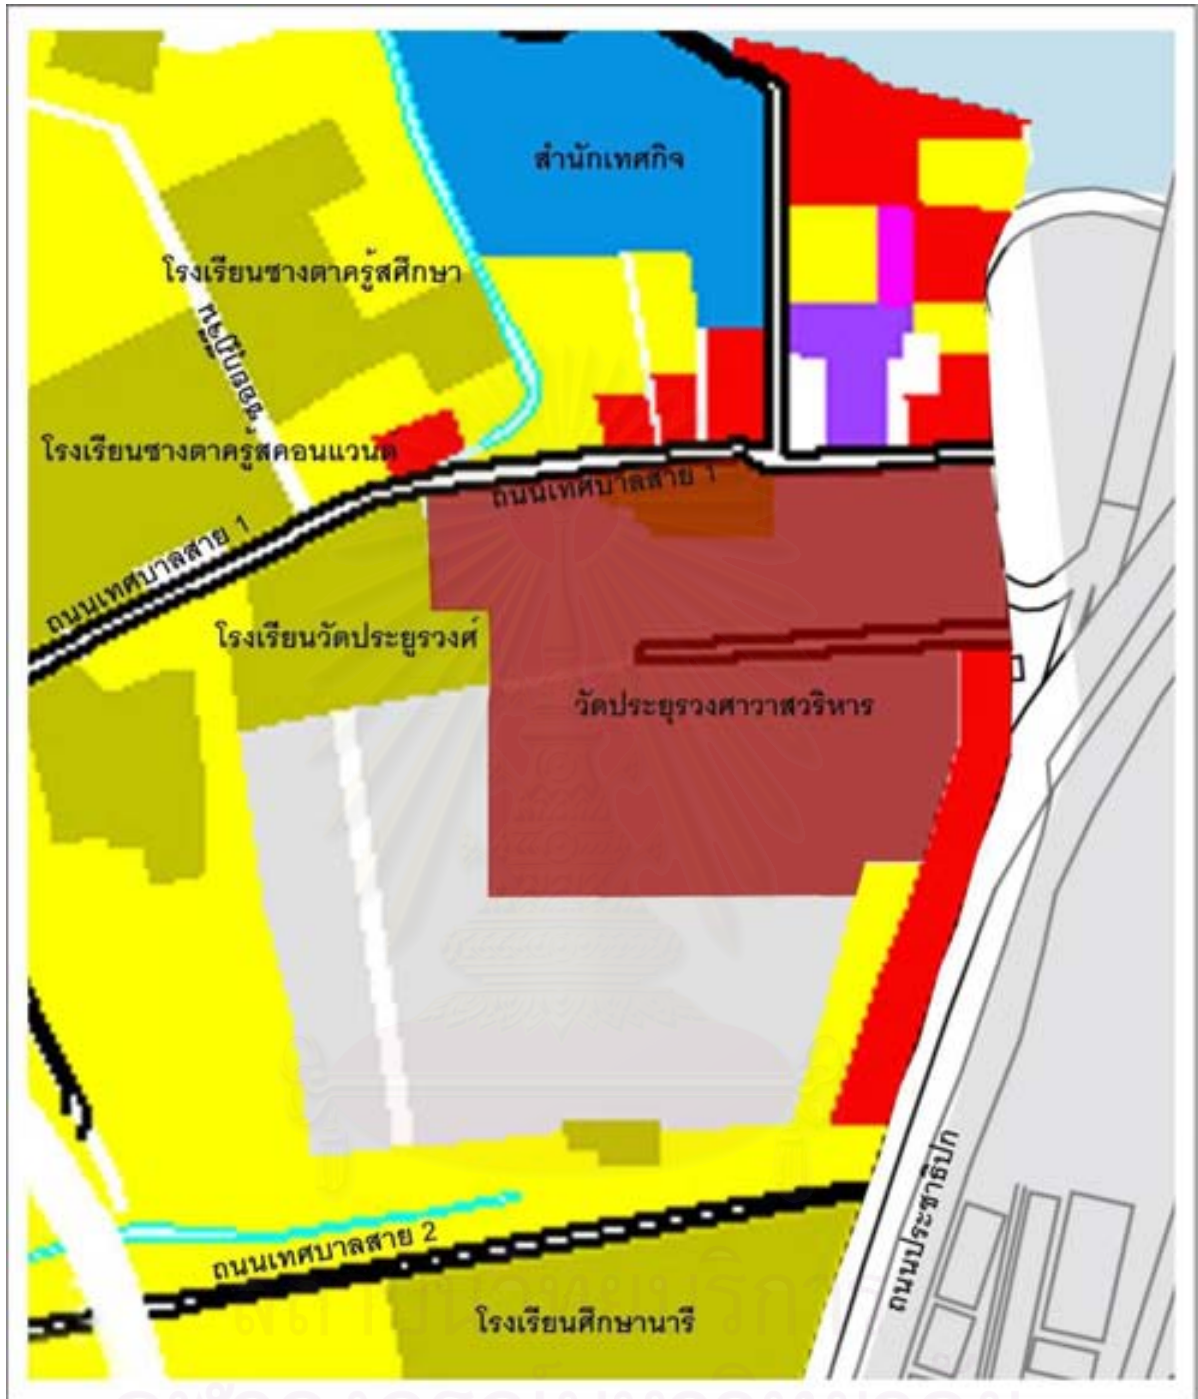 สำนักเทศกิจ
โรงเรียนซางตาครู้สศึกษา
ซอยกุฎีจีน
โรงเรียนซางตาครู้สคอนแวนต์
ถนนเทศบาลสาย 1
ถนนเทศบาลสาย 1
โรงเรียนวัดประยูรวงศ์
วัดประยุรวงศาวาสวริหาร
ถนนประชาธิปก
ถนนเทศบาลสาย 2
โรงเรียนศึกษานารี